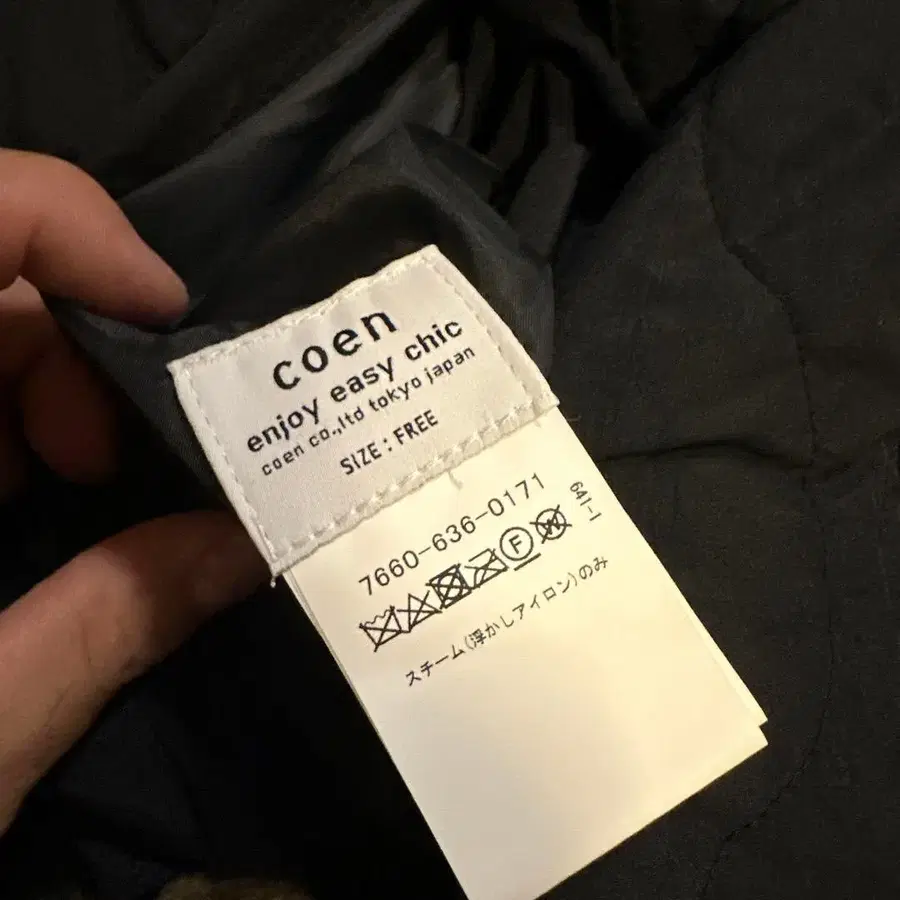 coen
enjoy easy chic
coen co.,ltd tokyo japan
SIZE : FREE
7660-636-0171
641-1
F W
スチーム(浮かしアイロン)のみ